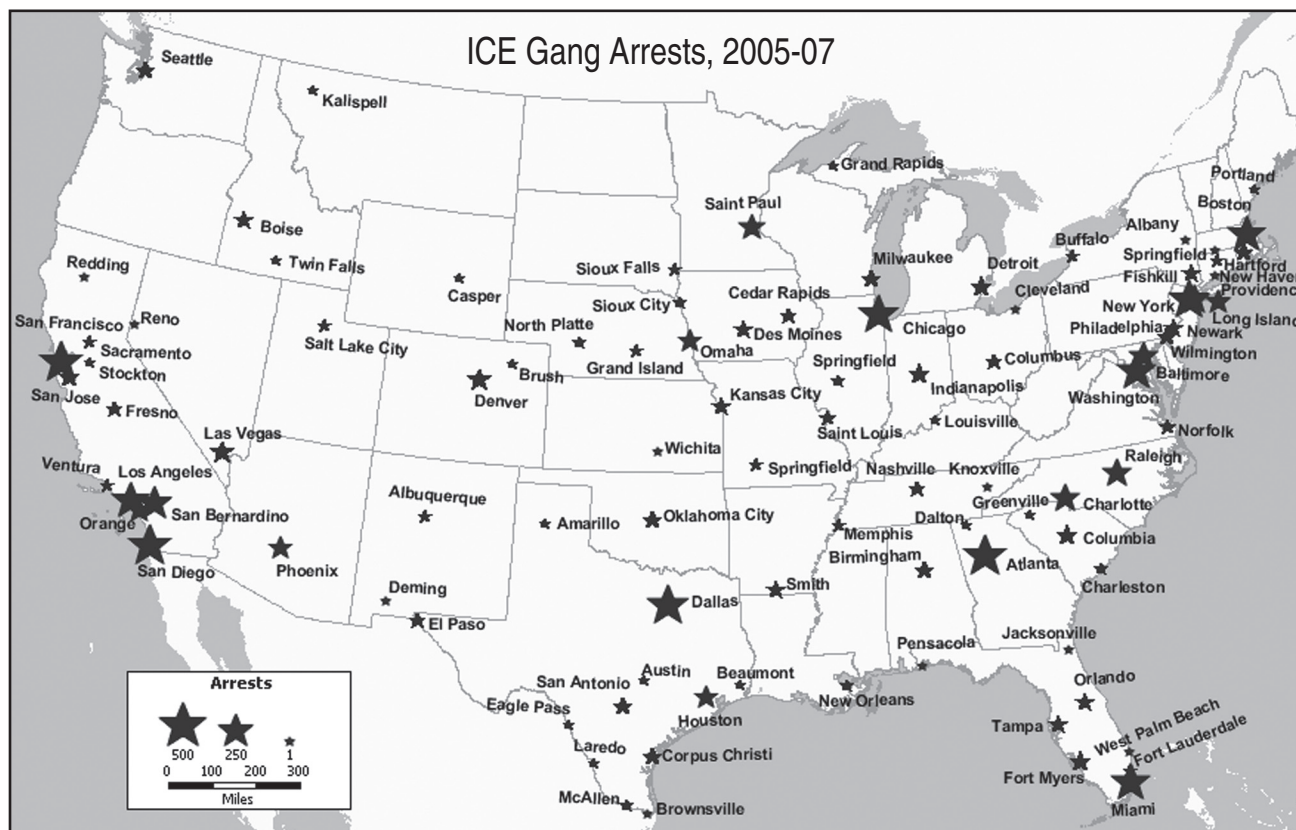 ICE Gang Arrests, 2005-07
Seattle
Kalispell
Grand Rapids
Portland
Saint Paul
Boston
Albany
Boise
Buffalo
Twin Falls
Springfield
Redding
Sioux Falls
Milwaukee
Detroit
Hartford
Fishkill
New Haven
Casper
Cleveland
Providenc
Sioux City
Cedar Rapids
New York
San Francisco
Reno
North Platte
Long Island
Salt Lake City
Des Moines
Chicago
Philadelphia
Newark
Sacramento
Omaha
Wilmington
Stockton
Brush
Grand Island
Springfield
Columbus
Baltimore
San Jose
Denver
Kansas City
Indianapolis
Washington
Fresno
Saint Louis
Louisville
Las Vegas
Norfolk
Ventura
Los Angeles
Wichita
Springfield
Nashville
Knoxville
Raleigh
Albuquerque
Greenville
Charlotte
Orange
San Bernardino
Amarillo
Oklahoma City
Dalton
Memphis
Columbia
Birmingham
San Diego
Phoenix
Atlanta
Deming
Smith
Charleston
Dallas
El Paso
Pensacola
Jacksonville
Arrests
San Antonio
Austin
Beaumont
Orlando
Eagle Pass
Houston
New Orleans
Tampa
West Palm Beach
Fort Lauderdale
Laredo
Corpus Christi
Fort Myers
500 250 1
0 100 200 300
Miles
McAllen
Brownsville
Miami